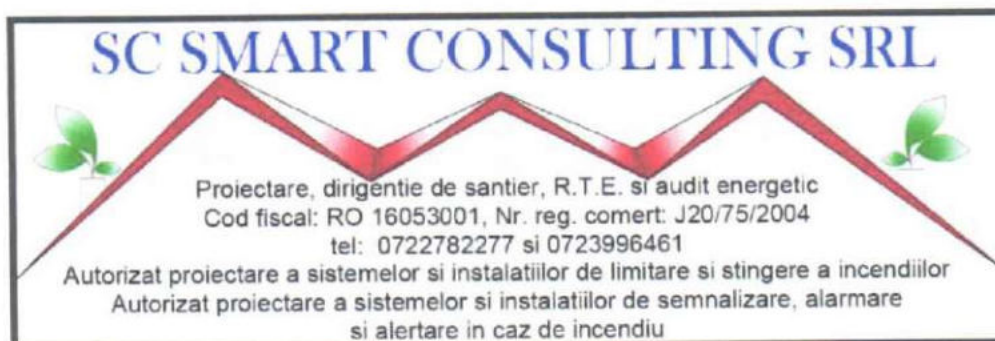 SC SMART CONSULTING SRL
Proiectare, dirigentie de santier, R.T.E. si audit energetic
Cod fiscal: RO 16053001, Nr. reg. comert: J20/75/2004
tel: 0722782277 si 0723996461
Autorizat proiectare a sistemelor si instalatiilor de limitare si stingere a incendiilor
Autorizat proiectare a sistemelor si instalatiilor de semnalizare, alarmare
si alertare in caz de incendiu